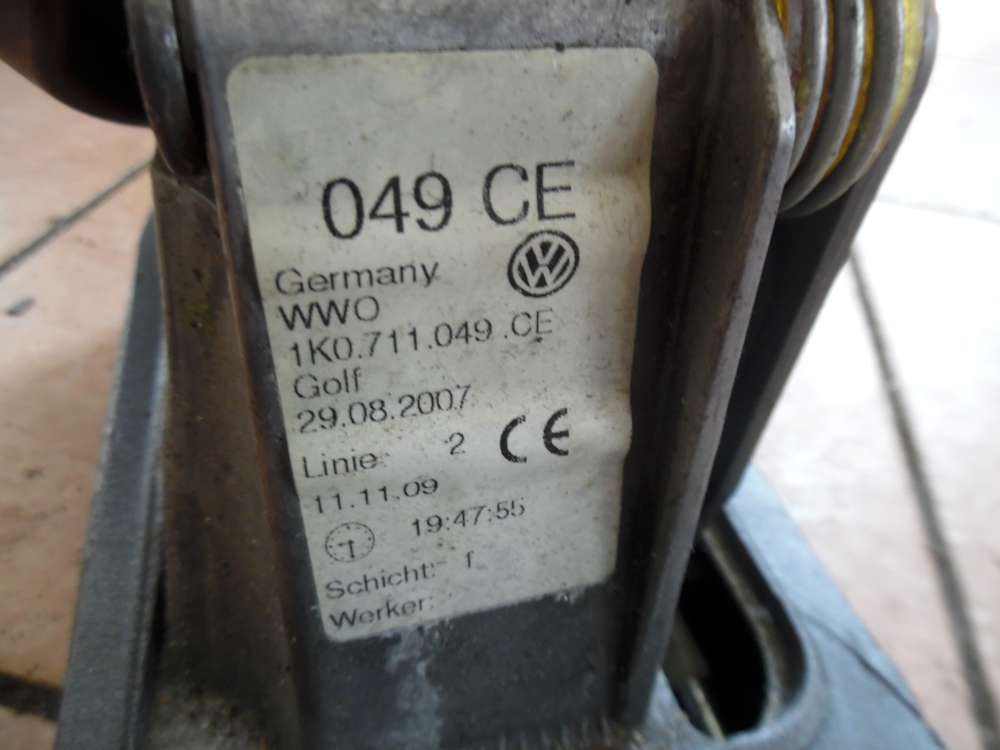 049 CE
Germany
WWO
1K0.711.049.CE
Golf
29.08.2007
Linie: 2 CE
11.11.09
19:47:55
Schicht: 1
Werker: